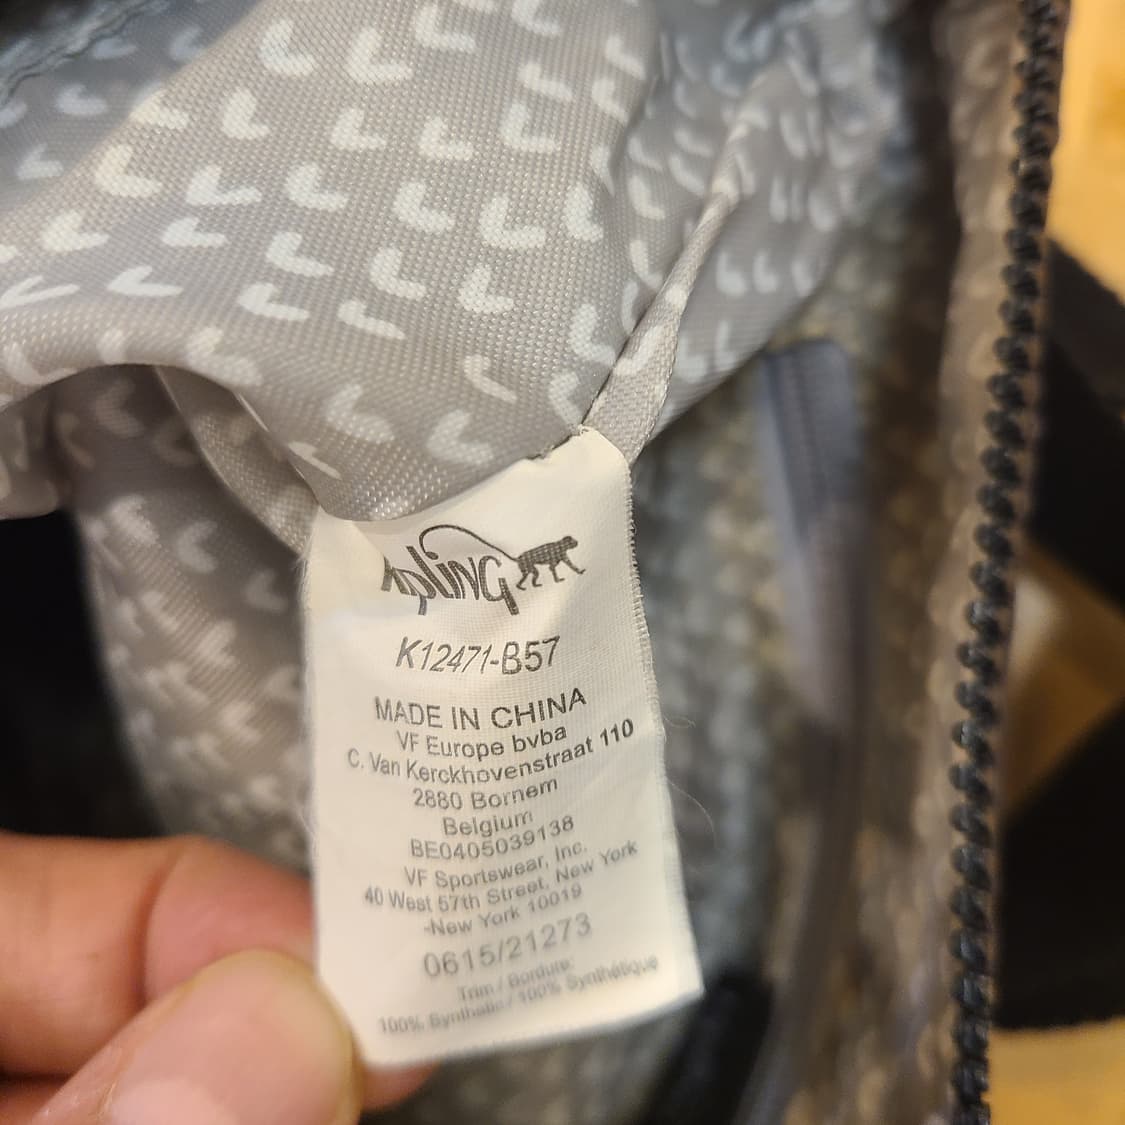 Kipling
K12471-B57
MADE IN CHINA
VF Europe bvba
C. Van Kerckhovenstraat 110
2880 Bornem
Belgium
BE0405039138
VF Sportswear, Inc.
40 West 57th Street, New York
-New York 10019
0615/21273
Trim / Bordure:
100% Synthetic / 100% Synthétique